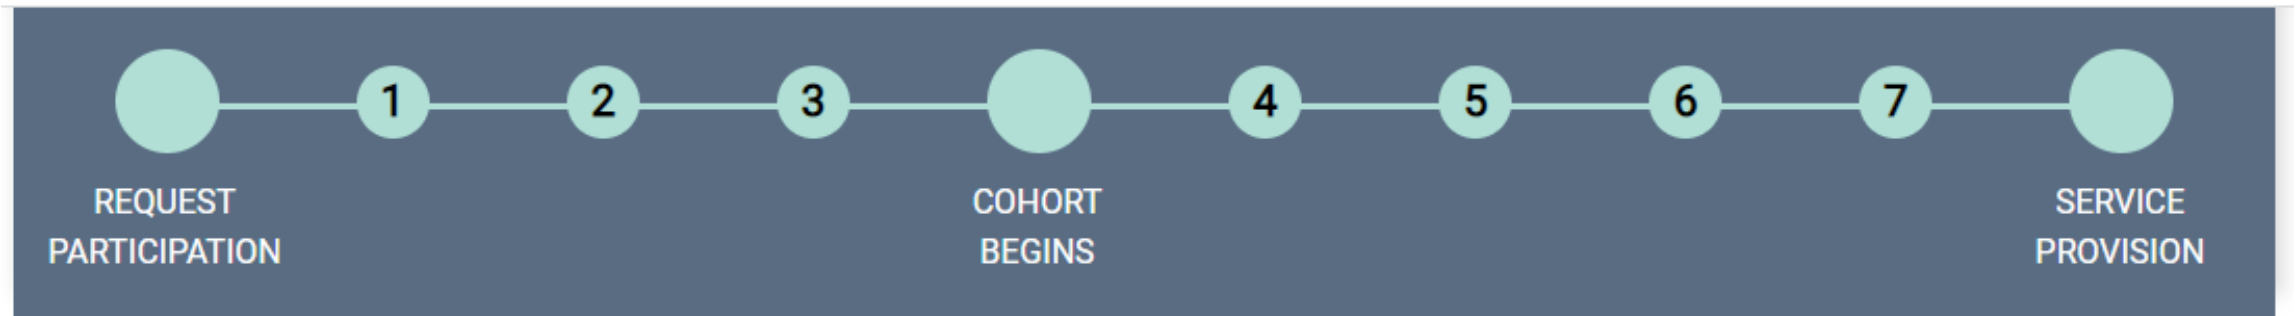 1 2 3 4 5 6 7
REQUEST COHORT SERVICE
PARTICIPATION BEGINS PROVISION